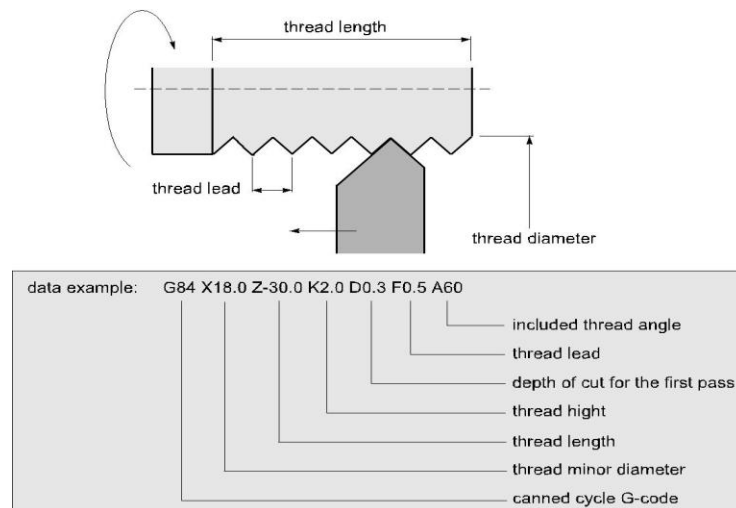 thread length
thread lead
thread diameter
data example: G84 X18.0 Z-30.0 K2.0 D0.3 F0.5 A60
included thread angle
thread lead
depth of cut for the first pass
thread hight
thread length
thread minor diameter
canned cycle G-code